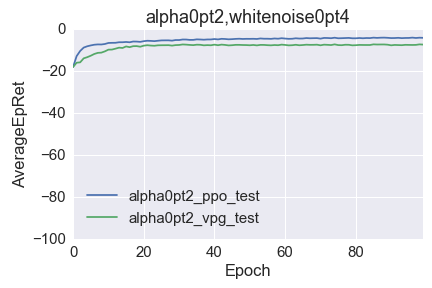 alpha0pt2,whitenoise0pt4
AverageEpRet
0
−20
−40
−60
−80
−100
alpha0pt2_ppo_test
alpha0pt2_vpg_test
0 20 40 60 80
Epoch